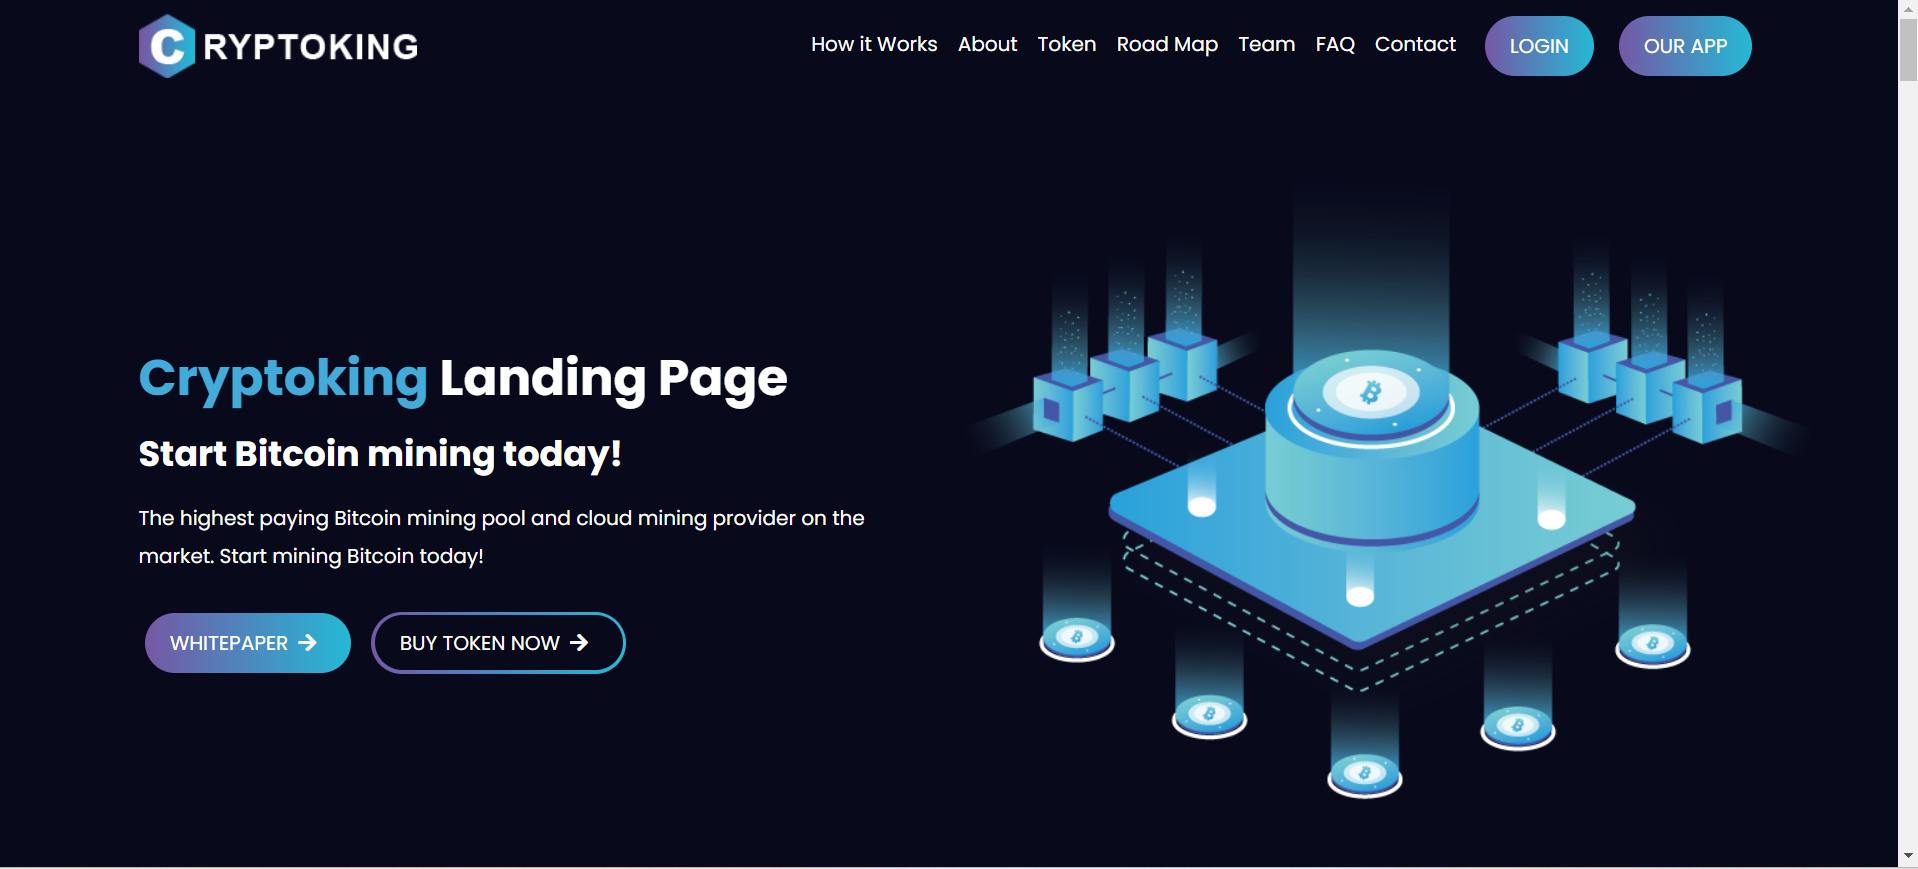 CRYPTOKING
How it Works About Token Road Map Team FAQ Contact LOGIN OUR APP
Cryptoking Landing Page
Start Bitcoin mining today!
The highest paying Bitcoin mining pool and cloud mining provider on the
market. Start mining Bitcoin today!
WHITEPAPER BUY TOKEN NOW